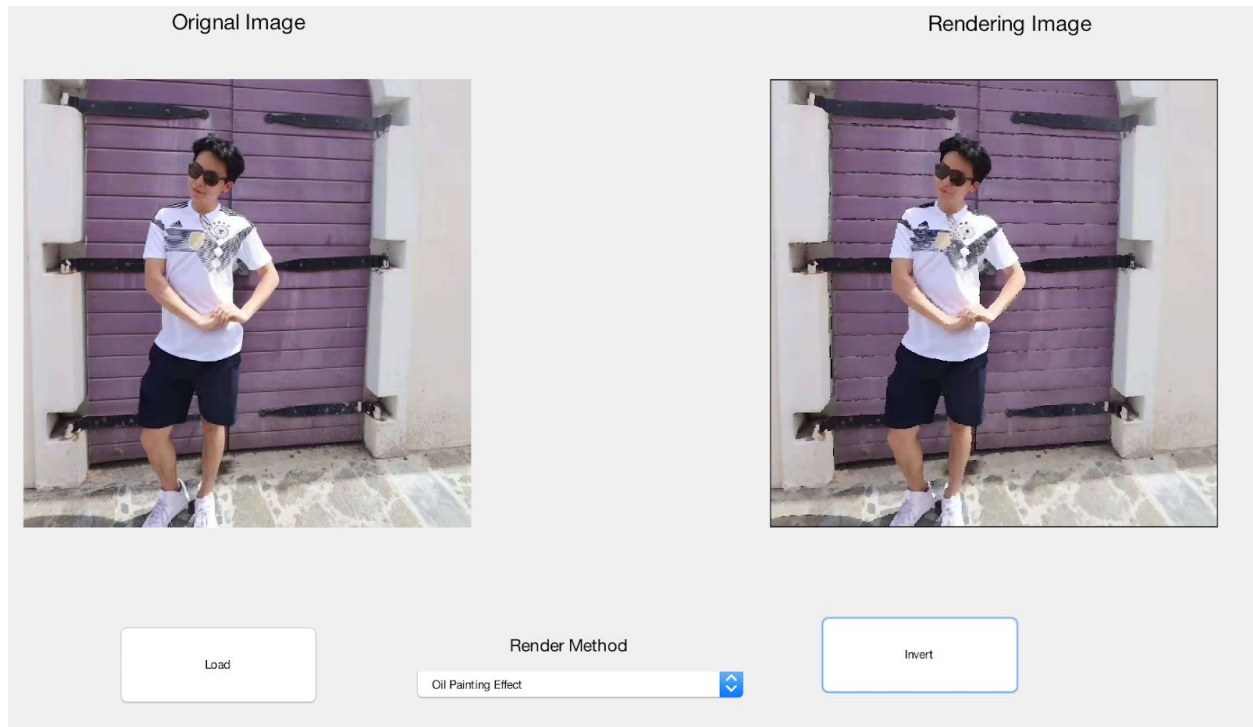 Orignal Image
Rendering Image
Render Method
Load
Oil Painting Effect
Invert